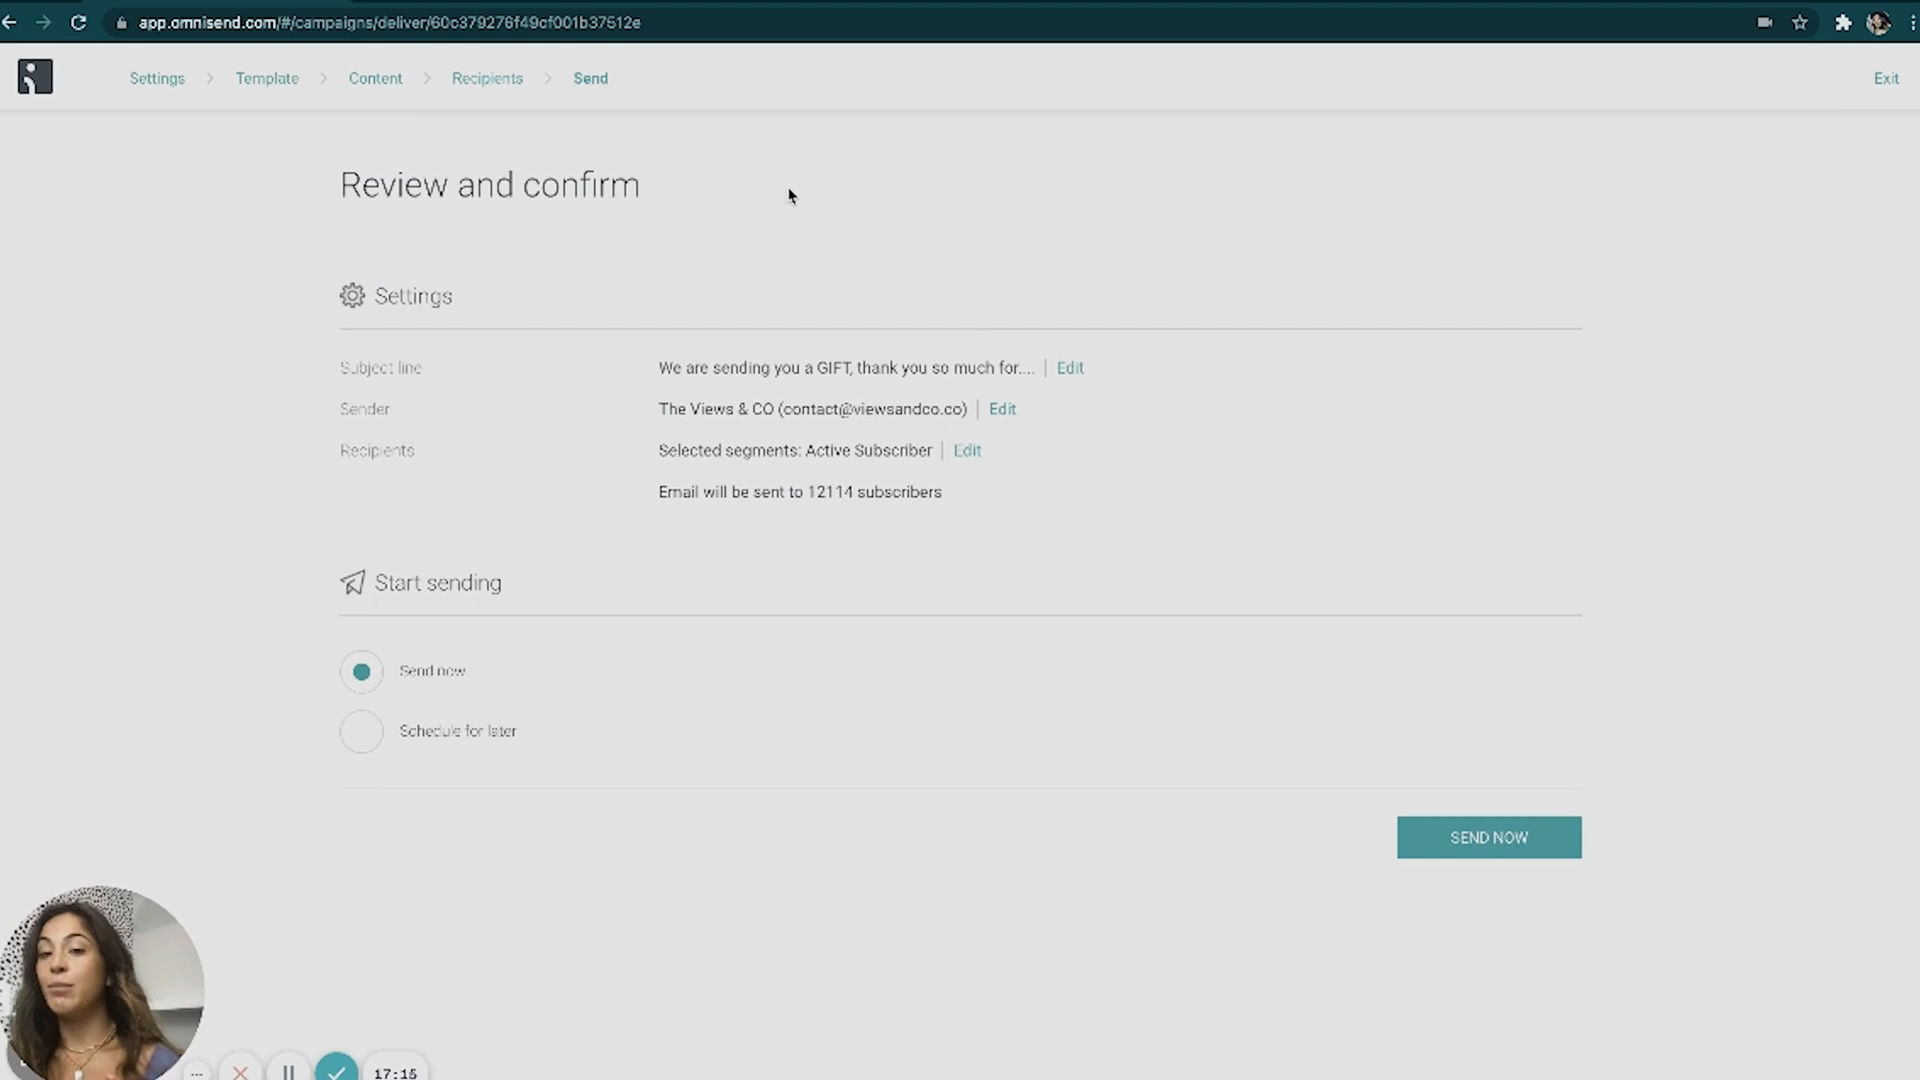 app.omnisend.com/#/campaigns/deliver/60c379276f49cf001b37512e
Settings > Template > Content > Recipients > Send
Exit
Review and confirm
Settings
Subject line We are sending you a GIFT, thank you so much for.... | Edit
Sender The Views & CO (contact@viewsandco.co) | Edit
Recipients Selected segments: Active Subscriber | Edit
Email will be sent to 12114 subscribers
Start sending
Send now
Schedule for later
SEND NOW
17:15